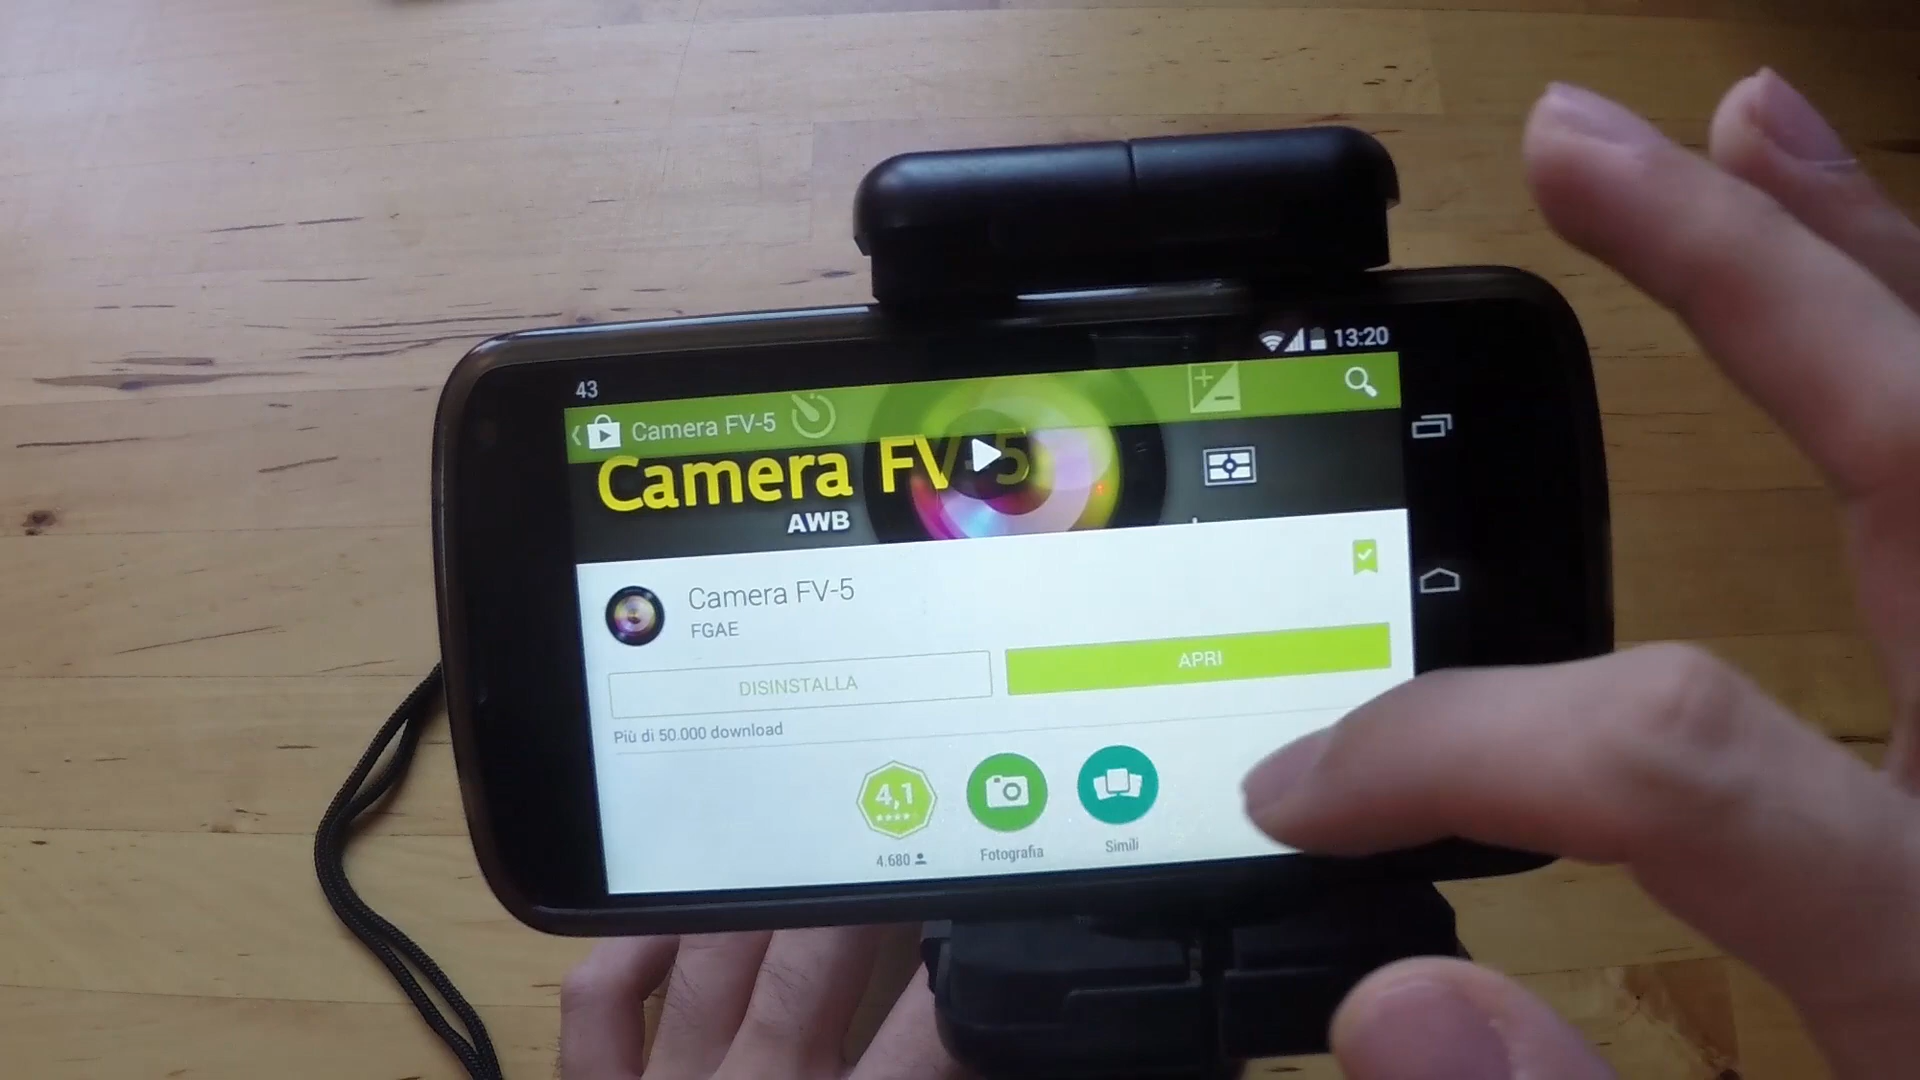 43
13:20
Camera FV-5
Camera FV-5
AWB
Camera FV-5
FGAE
DISINSTALLA
APRI
Più di 50.000 download
4,1
4.680
Fotografia
Simili